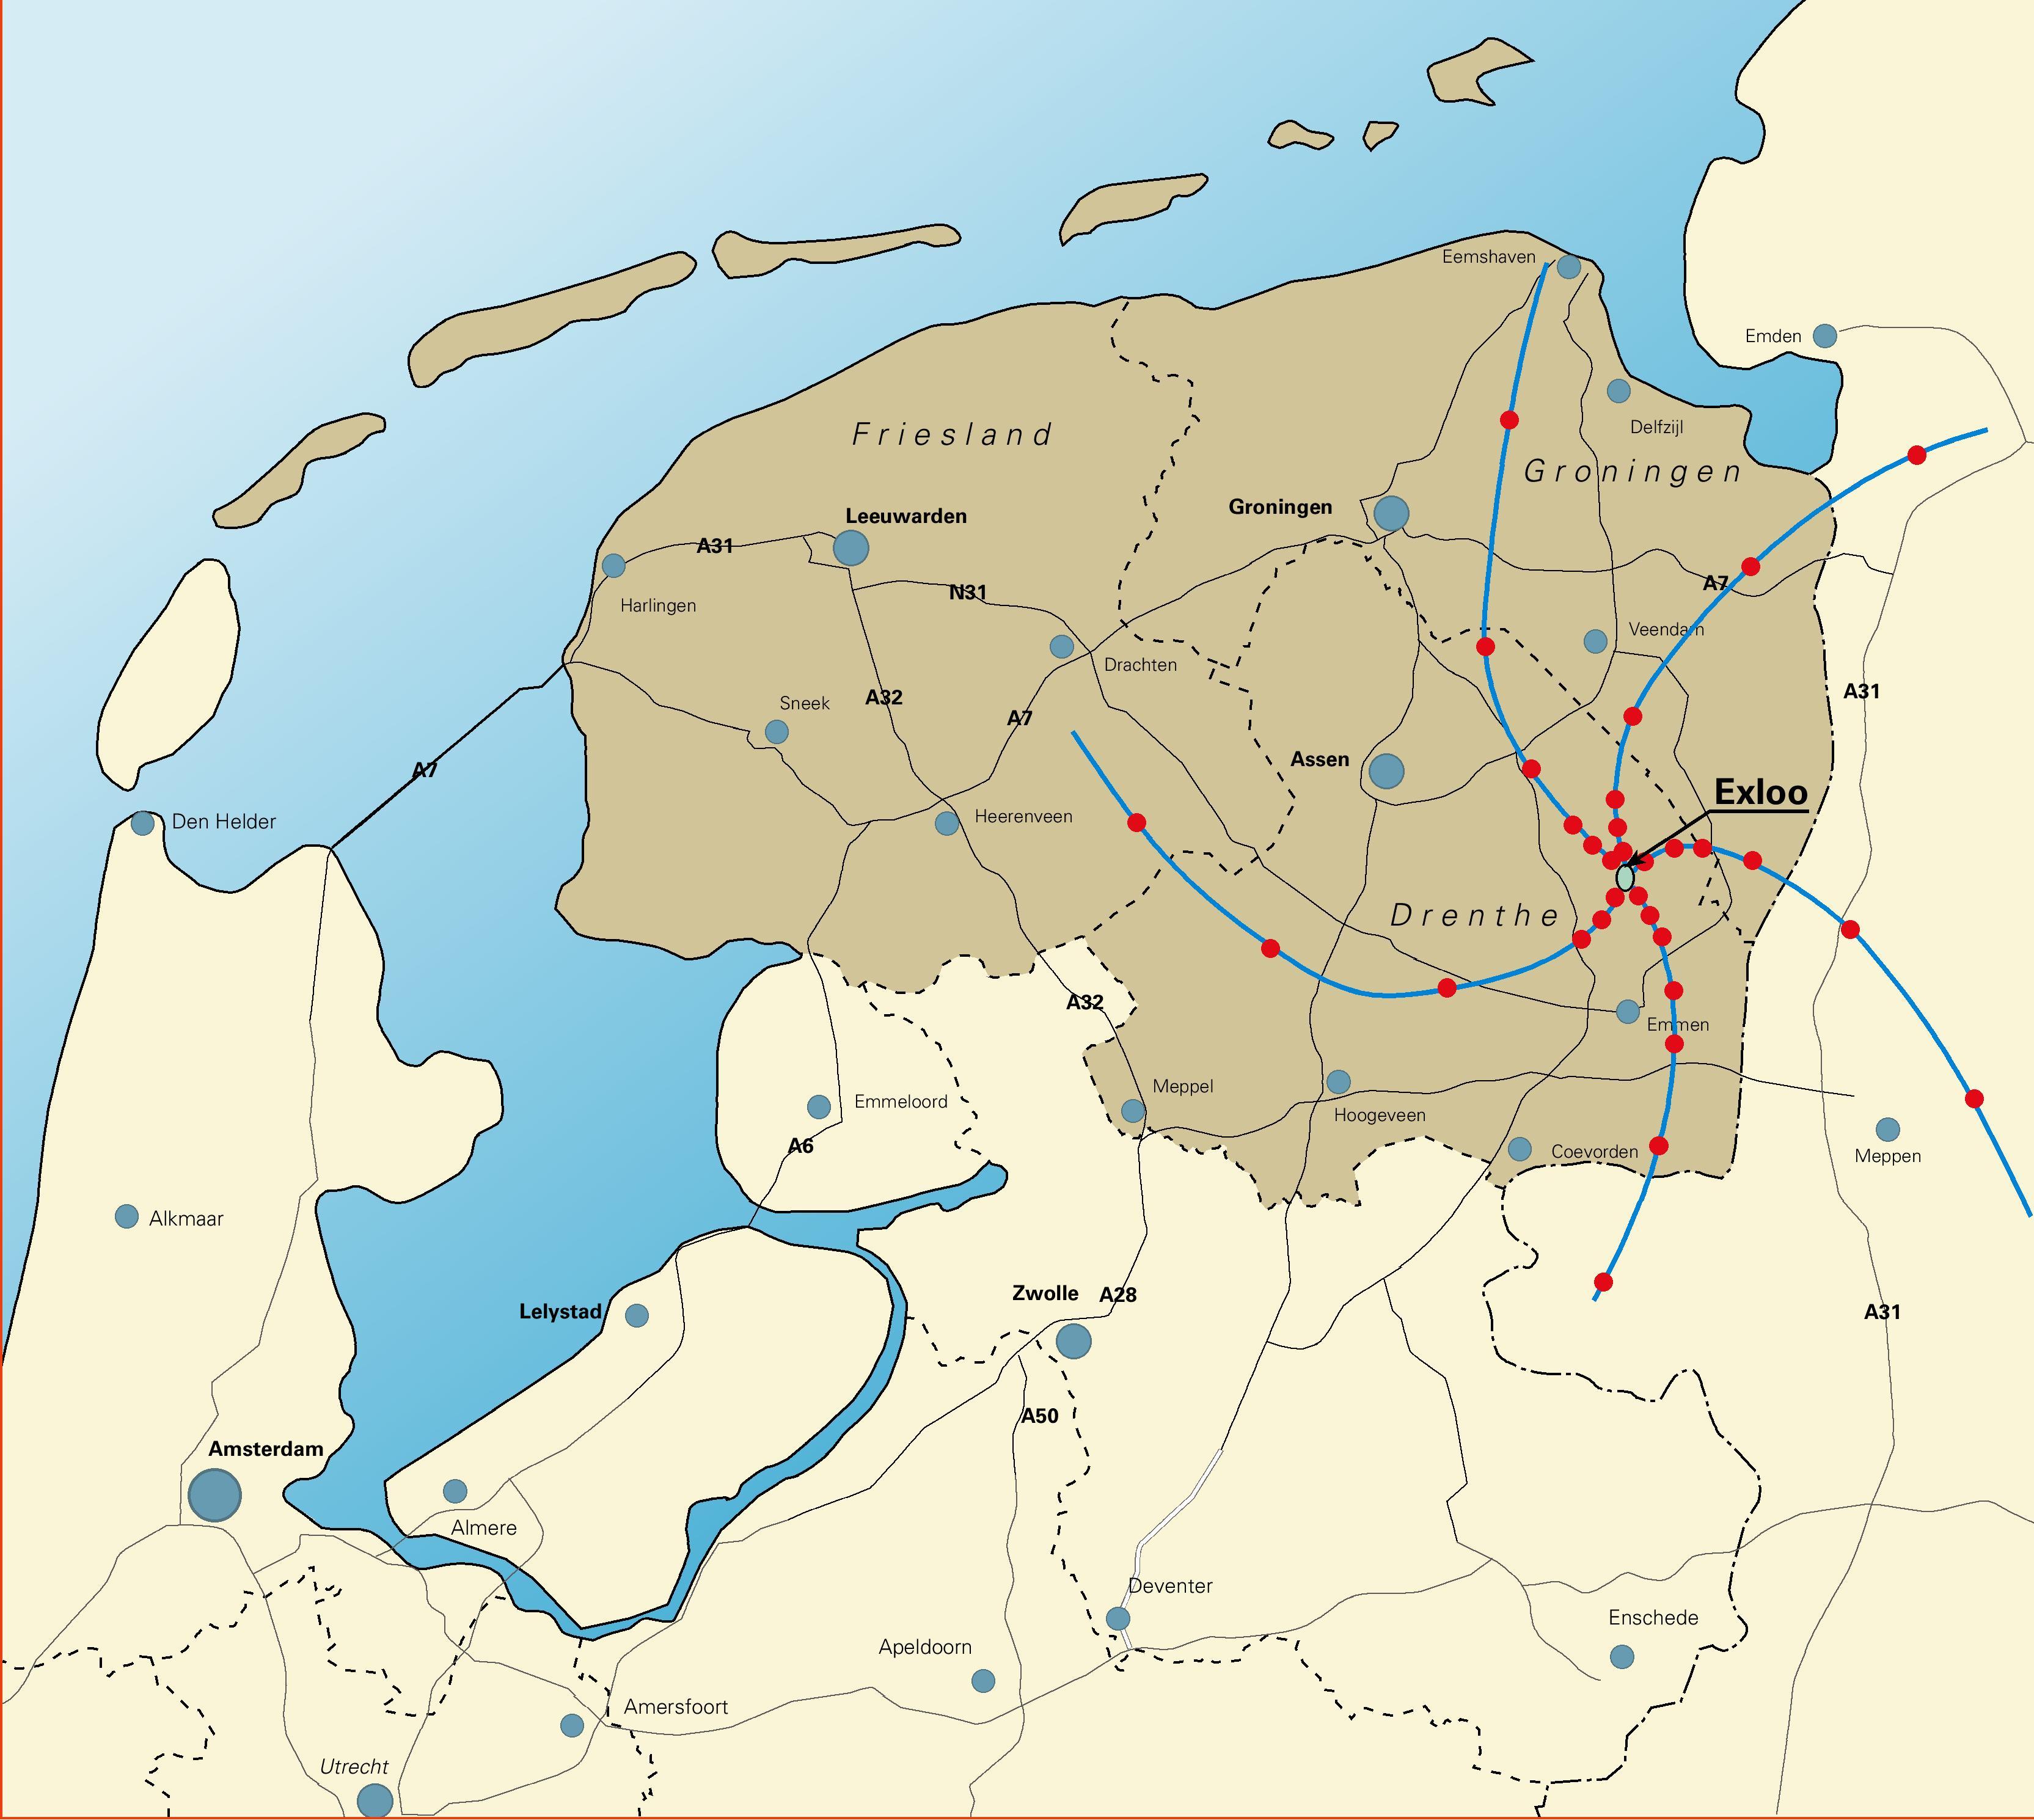 Eemshaven
Emden
Delfzijl
Friesland
Groningen
Groningen
Leeuwarden
A31
N31
A7
Harlingen
Veendam
Drachten
A31
Sneek
A32
A7
Assen
A7
Exloo
Den Helder
Heerenveen
Drenthe
A32
Emmen
Meppel
Emmeloord
Hoogeveen
A6
Coevorden
Meppen
Alkmaar
Zwolle
A28
Lelystad
A31
A50
Amsterdam
Almere
Deventer
Enschede
Apeldoorn
Amersfoort
Utrecht